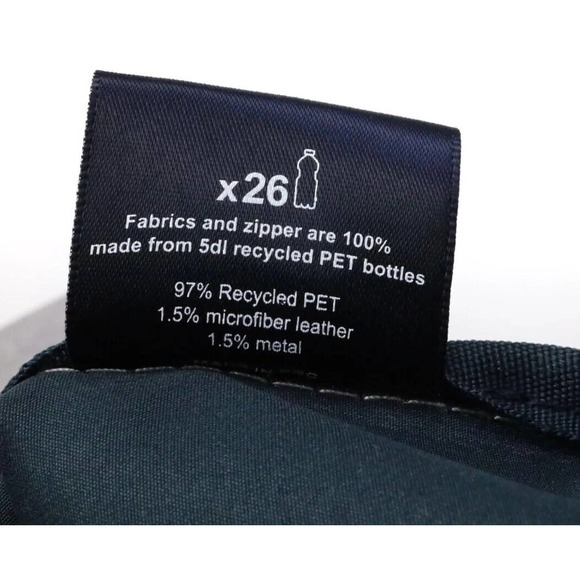 x26
Fabrics and zipper are 100%
made from 5dl recycled PET bottles
97% Recycled PET
1.5% microfiber leather
1.5% metal